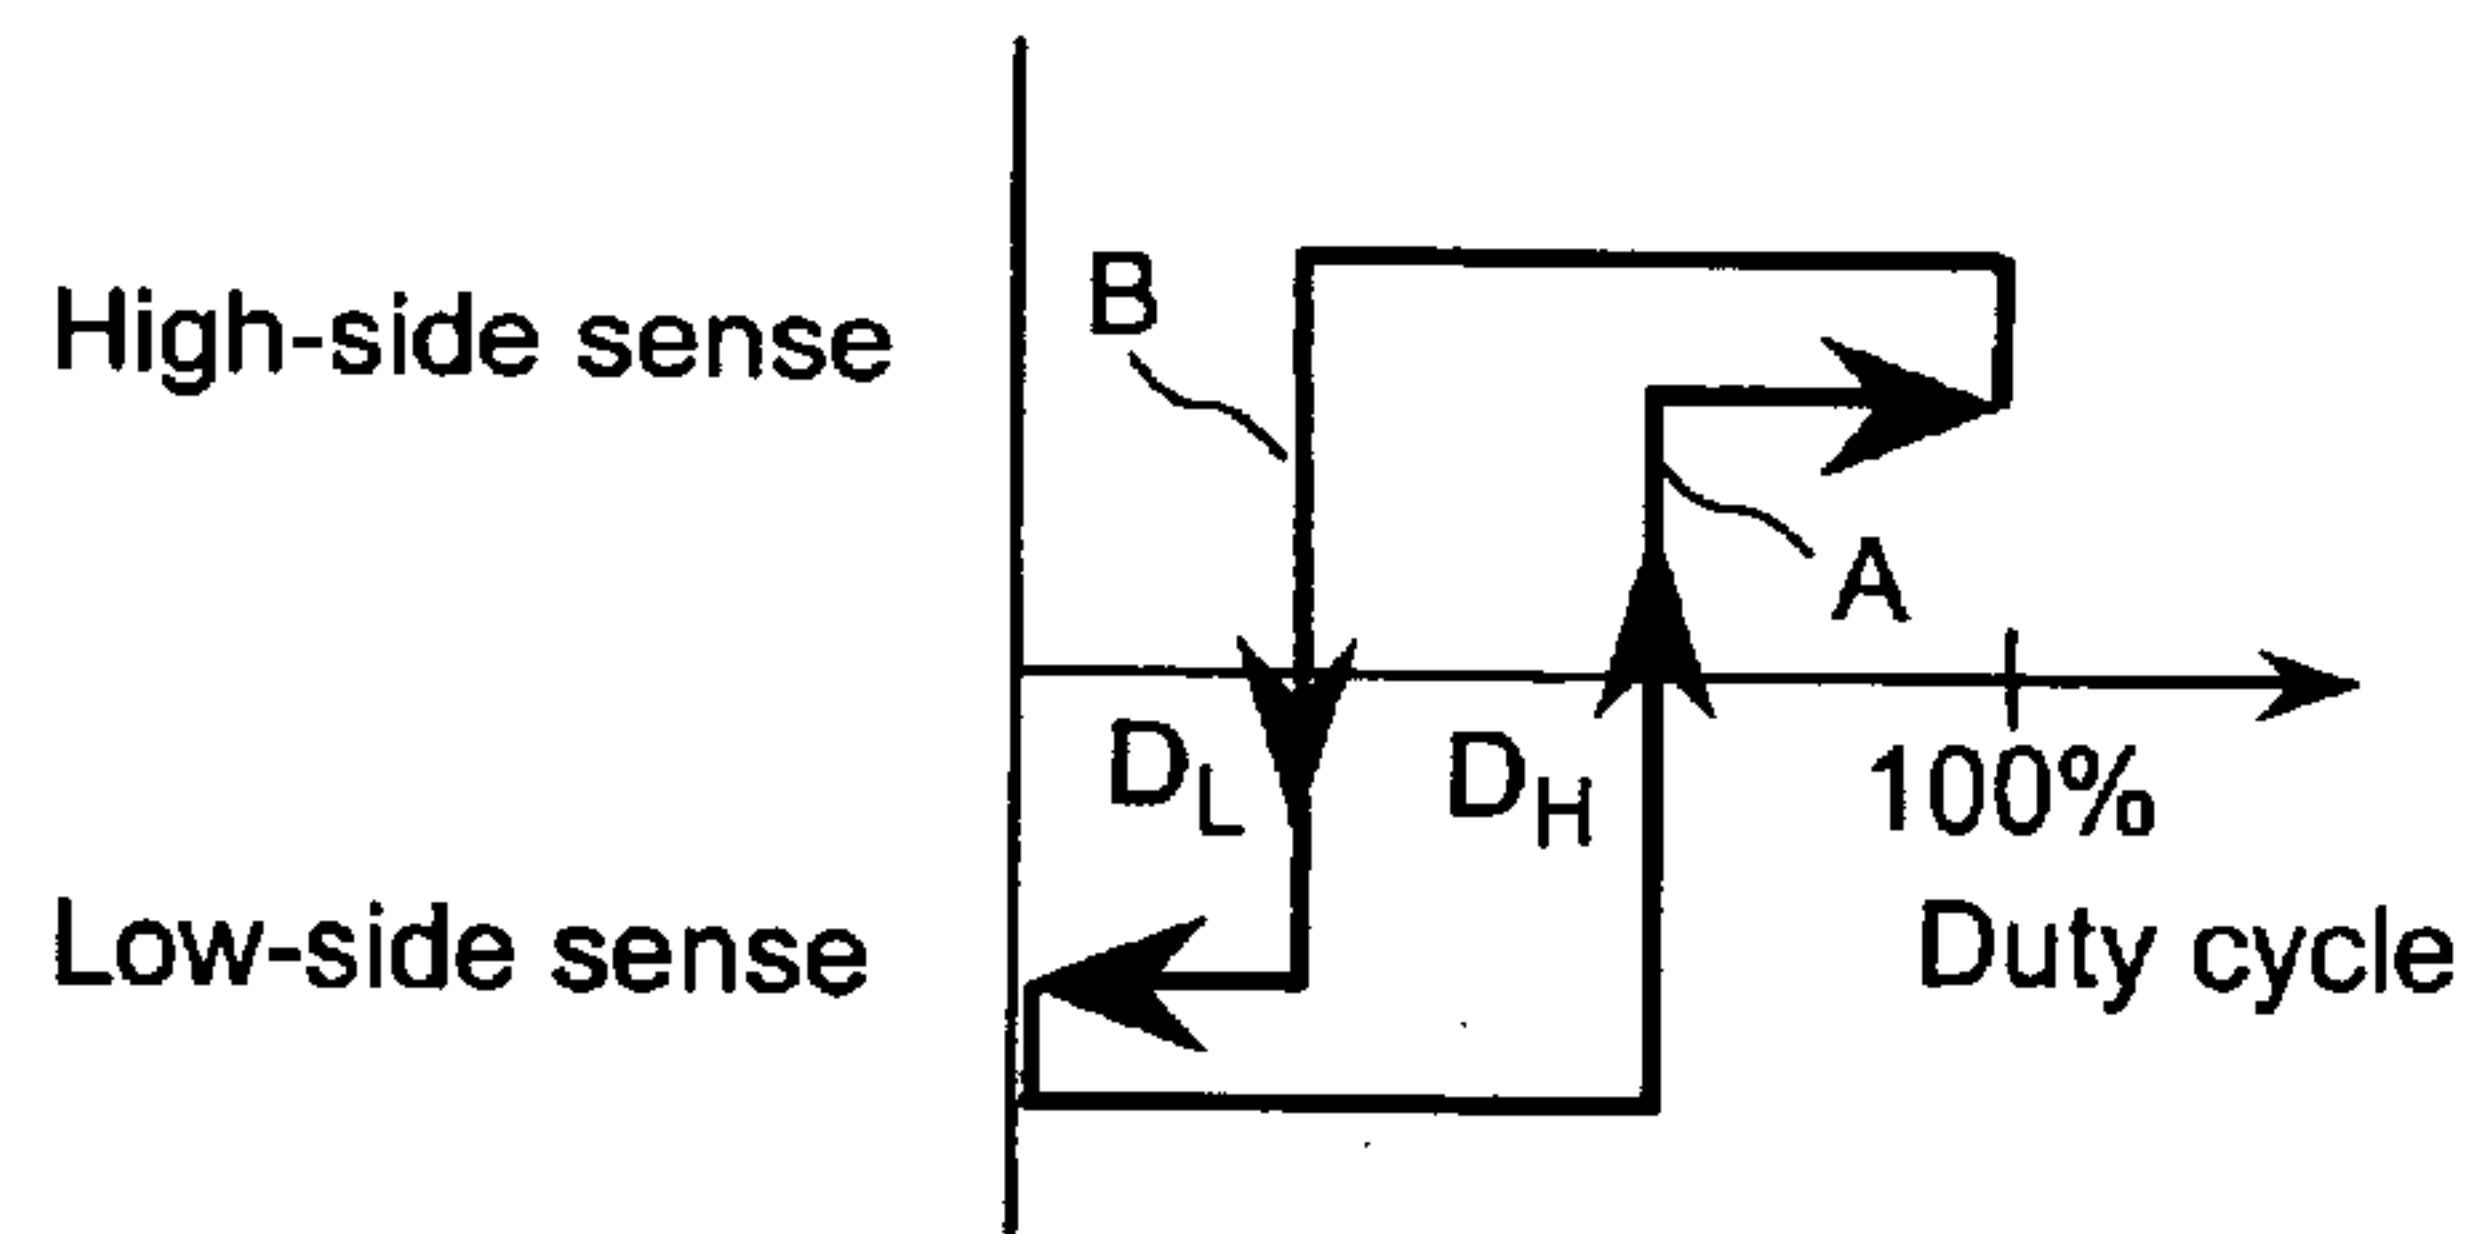 B
High-side sense
A
D_L
D_H
100%
Low-side sense
Duty cycle